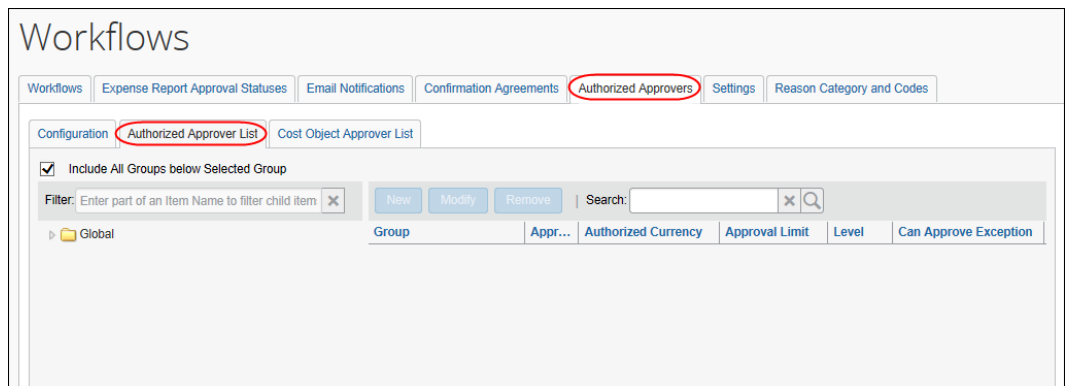 Workflows
Workflows Expense Report Approval Statuses Email Notifications Confirmation Agreements Authorized Approvers Settings Reason Category and Codes
Configuration Authorized Approver List Cost Object Approver List
Include All Groups below Selected Group
Filter: Enter part of an Item Name to filter child item New Modify Remove | Search:
Global Group Appr... Authorized Currency Approval Limit Level Can Approve Exception